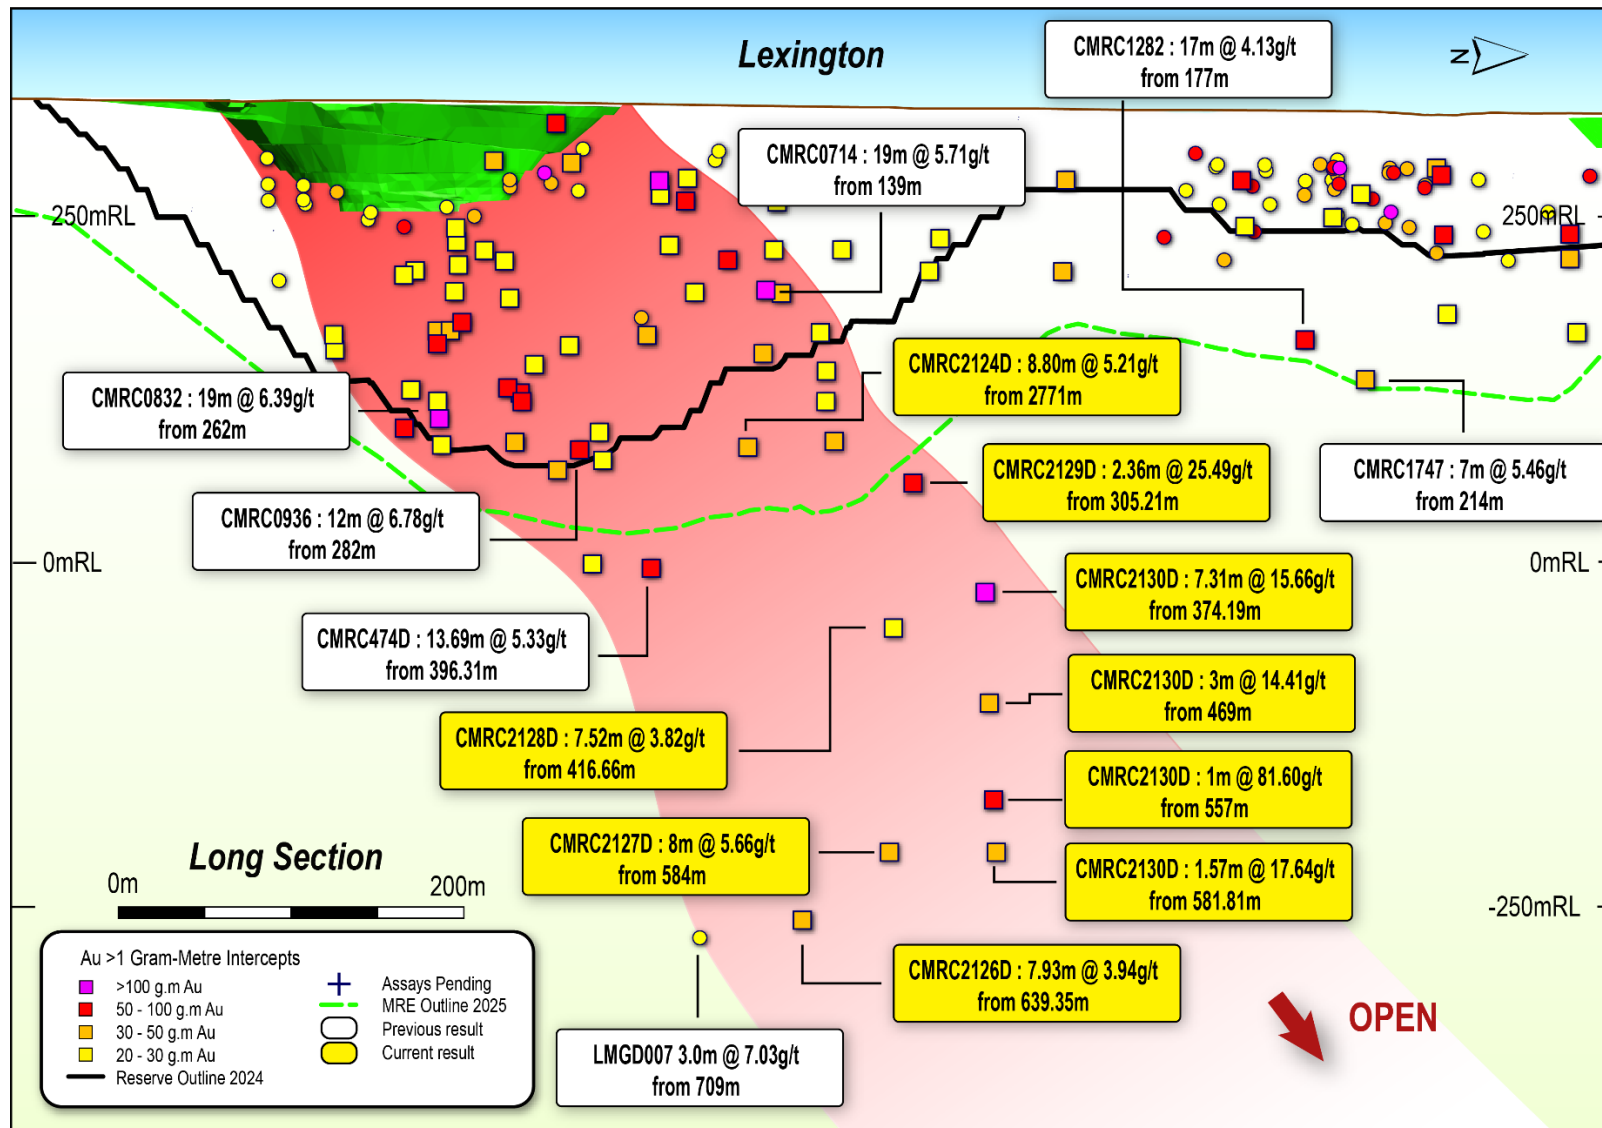 Lexington
N
CMRC1282 : 17m @ 4.13g/t
from 177m
CMRC0714 : 19m @ 5.71g/t
from 139m
250mRL
250mRL
CMRC0832 : 19m @ 6.39g/t
from 262m
CMRC2124D : 8.80m @ 5.21g/t
from 2771m
CMRC2129D : 2.36m @ 25.49g/t
from 305.21m
CMRC1747 : 7m @ 5.46g/t
from 214m
CMRC0936 : 12m @ 6.78g/t
from 282m
0mRL
0mRL
CMRC2130D : 7.31m @ 15.66g/t
from 374.19m
CMRC474D : 13.69m @ 5.33g/t
from 396.31m
CMRC2130D : 3m @ 14.41g/t
from 469m
CMRC2128D : 7.52m @ 3.82g/t
from 416.66m
CMRC2130D : 1m @ 81.60g/t
from 557m
CMRC2127D : 8m @ 5.66g/t
from 584m
CMRC2130D : 1.57m @ 17.64g/t
from 581.81m
Long Section
0m 200m
-250mRL
CMRC2126D : 7.93m @ 3.94g/t
from 639.35m
LMGD007 3.0m @ 7.03g/t
from 709m
OPEN
Au >1 Gram-Metre Intercepts
>100 g.m Au
50 - 100 g.m Au
30 - 50 g.m Au
20 - 30 g.m Au
Reserve Outline 2024
Assays Pending
MRE Outline 2025
Previous result
Current result